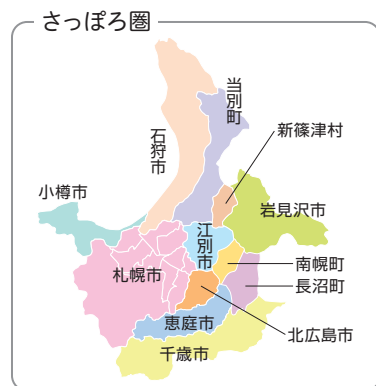 さっぽろ圏
当別町
石狩市
新篠津村
小樽市
岩見沢市
江別市
南幌町
札幌市
長沼町
北広島市
恵庭市
千歳市